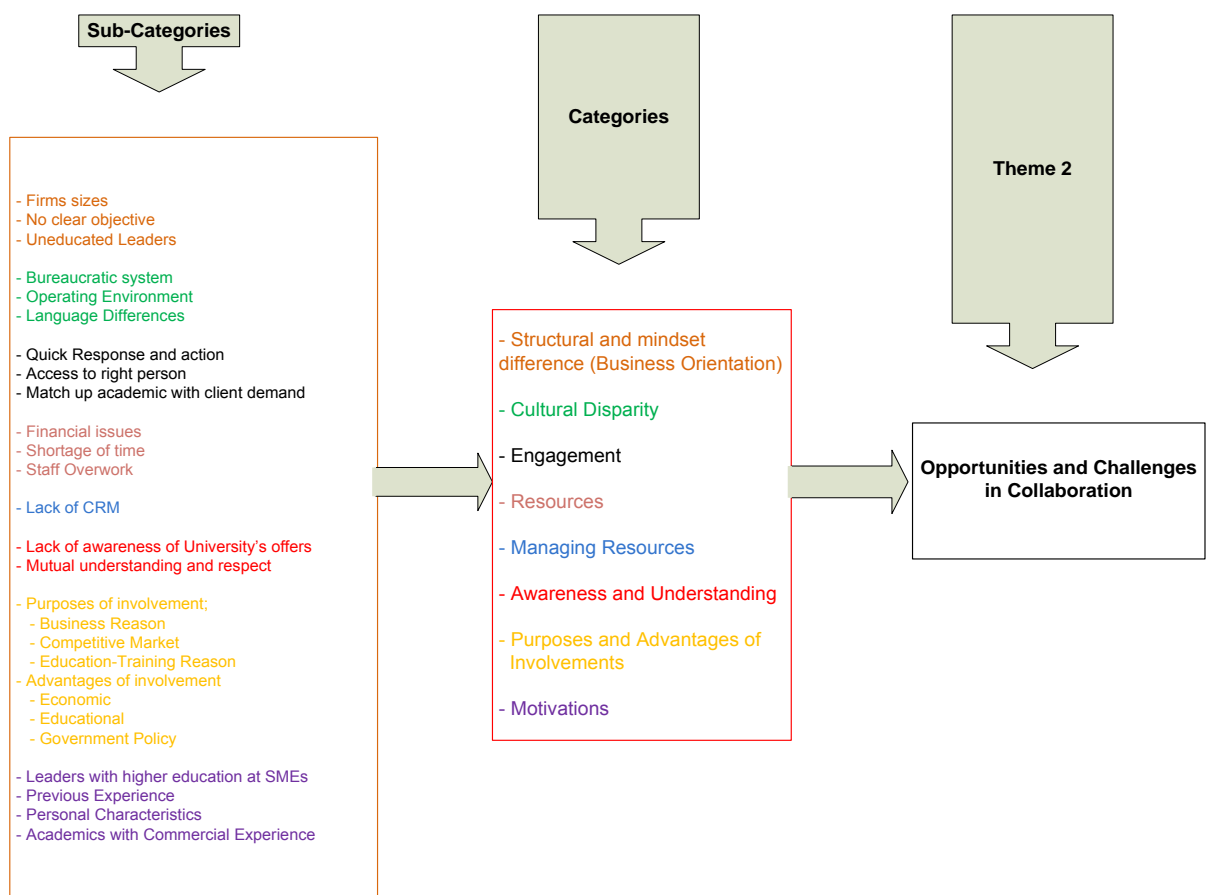 Sub-Categories
- Firms sizes
- No clear objective
- Uneducated Leaders
- Bureaucratic system
- Operating Environment
- Language Differences
- Quick Response and action
- Access to right person
- Match up academic with client demand
- Financial issues
- Shortage of time
- Staff Overwork
- Lack of CRM
- Lack of awareness of University’s offers
- Mutual understanding and respect
- Purposes of involvement;
- Business Reason
- Competitive Market
- Education-Training Reason
- Advantages of involvement
- Economic
- Educational
- Government Policy
- Leaders with higher education at SMEs
- Previous Experience
- Personal Characteristics
- Academics with Commercial Experience
Categories
- Structural and mindset
difference (Business Orientation)
- Cultural Disparity
- Engagement
- Resources
- Managing Resources
- Awareness and Understanding
- Purposes and Advantages of
Involvements
- Motivations
Theme 2
Opportunities and Challenges
in Collaboration